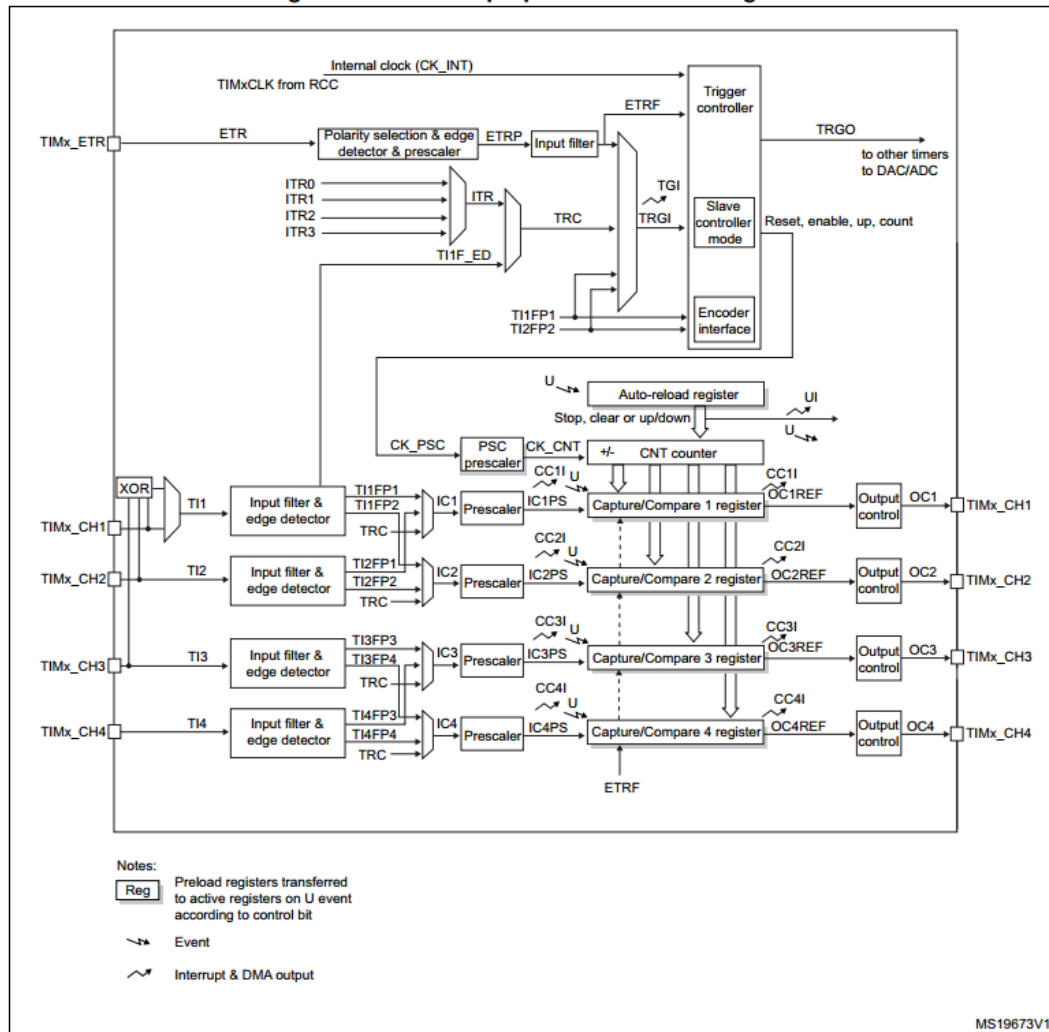 Internal clock (CK_INT)
TIMxCLK from RCC
Trigger
controller
ETRF
TIMx_ETR
ETR
Polarity selection & edge
detector & prescaler
ETRP
Input filter
TRGO
to other timers
to DAC/ADC
ITR0
ITR1
ITR2
ITR3
ITR
TRC
TGI
TRGI
Slave
controller
mode
Reset, enable, up, count
TI1F_ED
TI1FP1
TI2FP2
Encoder
interface
U
Auto-reload register
UI
Stop, clear or up/down
U
CK_PSC
PSC
prescaler
CK_CNT
+/-
CNT counter
XOR
TIMx_CH1
TI1
Input filter &
edge detector
TI1FP1
TI1FP2
TRC
IC1
Prescaler
IC1PS
CC1I
U
Capture/Compare 1 register
CC1I
OC1REF
Output
control
OC1
TIMx_CH1
TIMx_CH2
TI2
Input filter &
edge detector
TI2FP1
TI2FP2
TRC
IC2
Prescaler
IC2PS
CC2I
U
Capture/Compare 2 register
CC2I
OC2REF
Output
control
OC2
TIMx_CH2
TIMx_CH3
TI3
Input filter &
edge detector
TI3FP3
TI3FP4
TRC
IC3
Prescaler
IC3PS
CC3I
U
Capture/Compare 3 register
CC3I
OC3REF
Output
control
OC3
TIMx_CH3
TIMx_CH4
TI4
Input filter &
edge detector
TI4FP3
TI4FP4
TRC
IC4
Prescaler
IC4PS
CC4I
U
Capture/Compare 4 register
CC4I
OC4REF
Output
control
OC4
TIMx_CH4
ETRF
Notes:
Reg
Preload registers transferred
to active registers on U event
according to control bit
Event
Interrupt & DMA output
MS19673V1